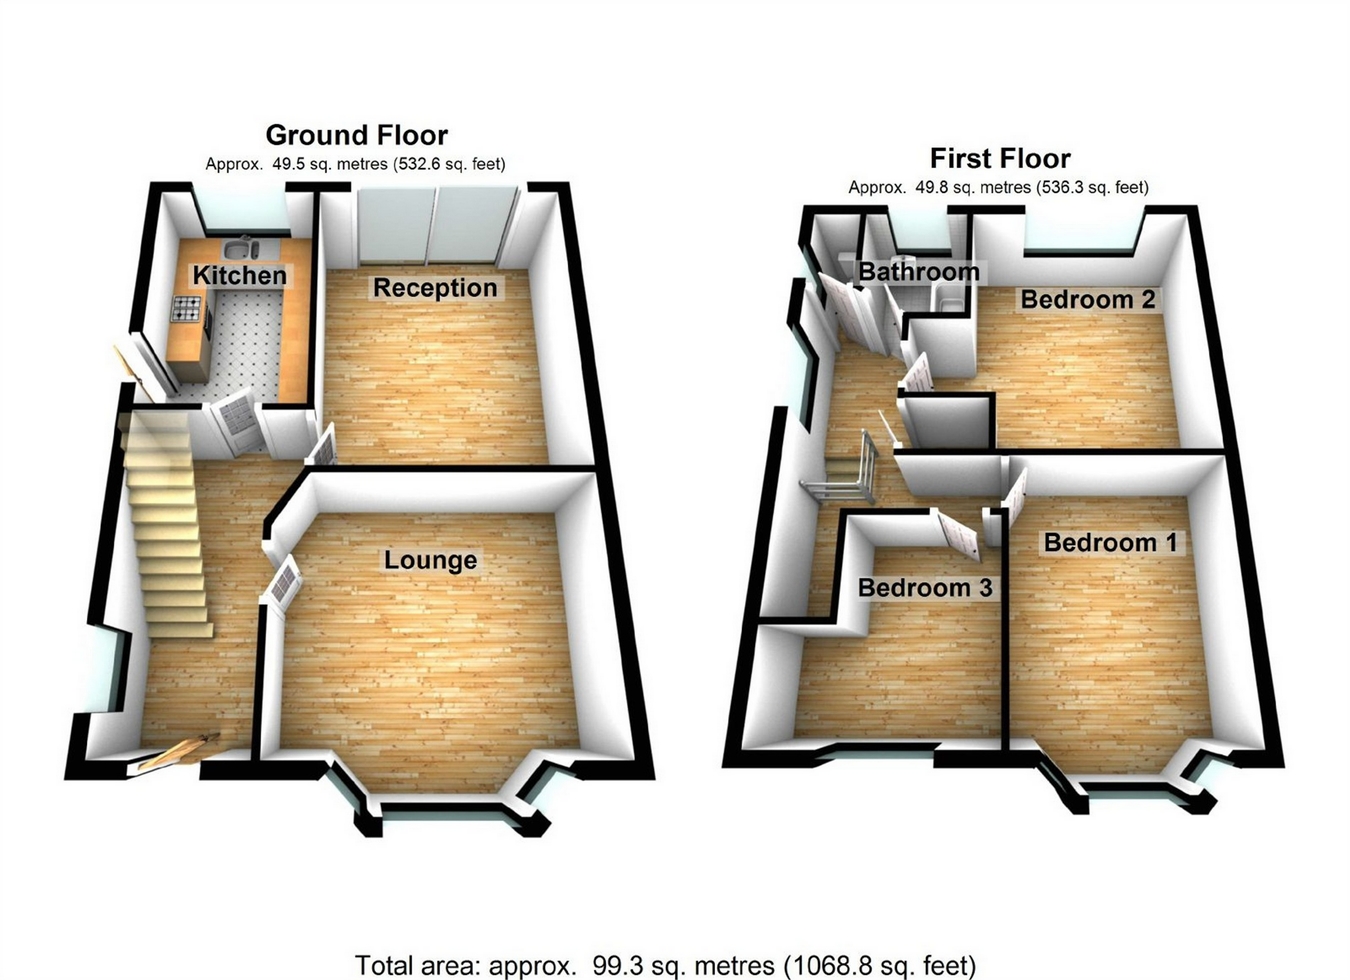 Ground Floor
Approx. 49.5 sq. metres (532.6 sq. feet)
Kitchen
Reception
Lounge
First Floor
Approx. 49.8 sq. metres (536.3 sq. feet)
Bathroom
Bedroom 2
Bedroom 1
Bedroom 3
Total area: approx. 99.3 sq. metres (1068.8 sq. feet)